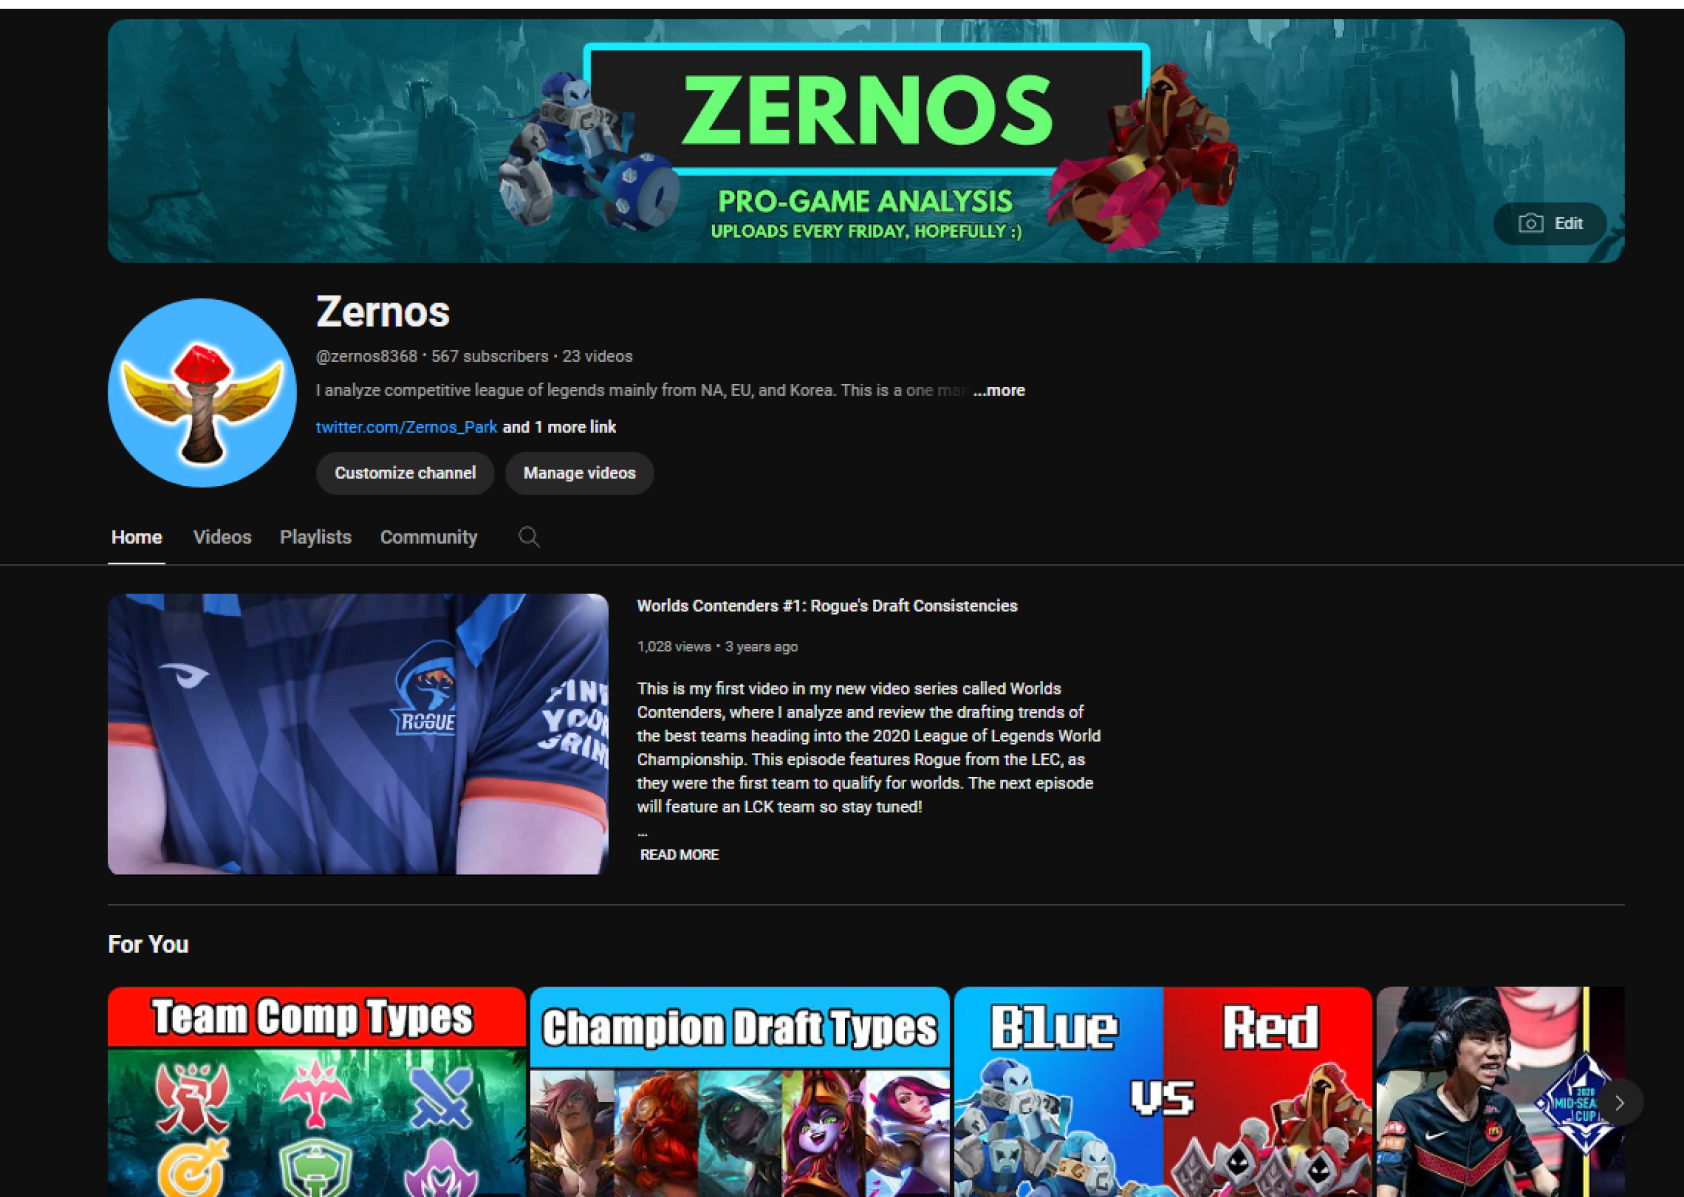 ZERNOS
PRO-GAME ANALYSIS
UPLOADS EVERY FRIDAY, HOPEFULLY :)
Edit
Zernos
@zernos8368 • 567 subscribers • 23 videos
I analyze competitive league of legends mainly from NA, EU, and Korea. This is a one man ...more
twitter.com/Zernos_Park and 1 more link
Customize channel Manage videos
Home Videos Playlists Community
ROGUE
Worlds Contenders #1: Rogue's Draft Consistencies
1,028 views • 3 years ago
This is my first video in my new video series called Worlds
Contenders, where I analyze and review the drafting trends of
the best teams heading into the 2020 League of Legends World
Championship. This episode features Rogue from the LEC, as
they were the first team to qualify for worlds. The next episode
will feature an LCK team so stay tuned!
...
READ MORE
For You
Team Comp Types
Champion Draft Types
Blue vs Red
2020
MID-SEA
CUP